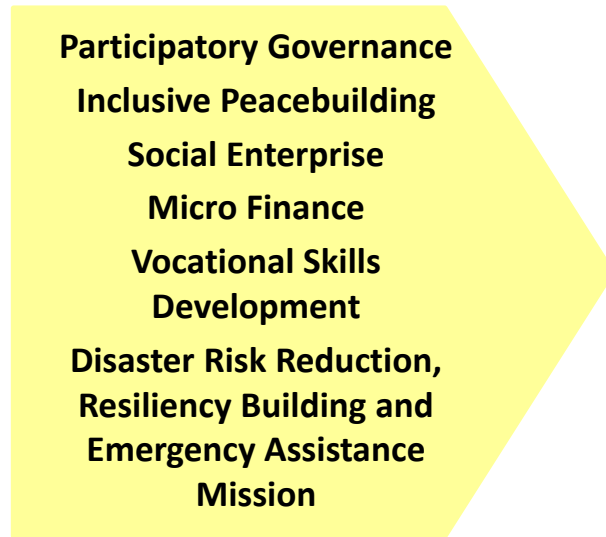 Participatory Governance
Inclusive Peacebuilding
Social Enterprise
Micro Finance
Vocational Skills
Development
Disaster Risk Reduction,
Resiliency Building and
Emergency Assistance
Mission